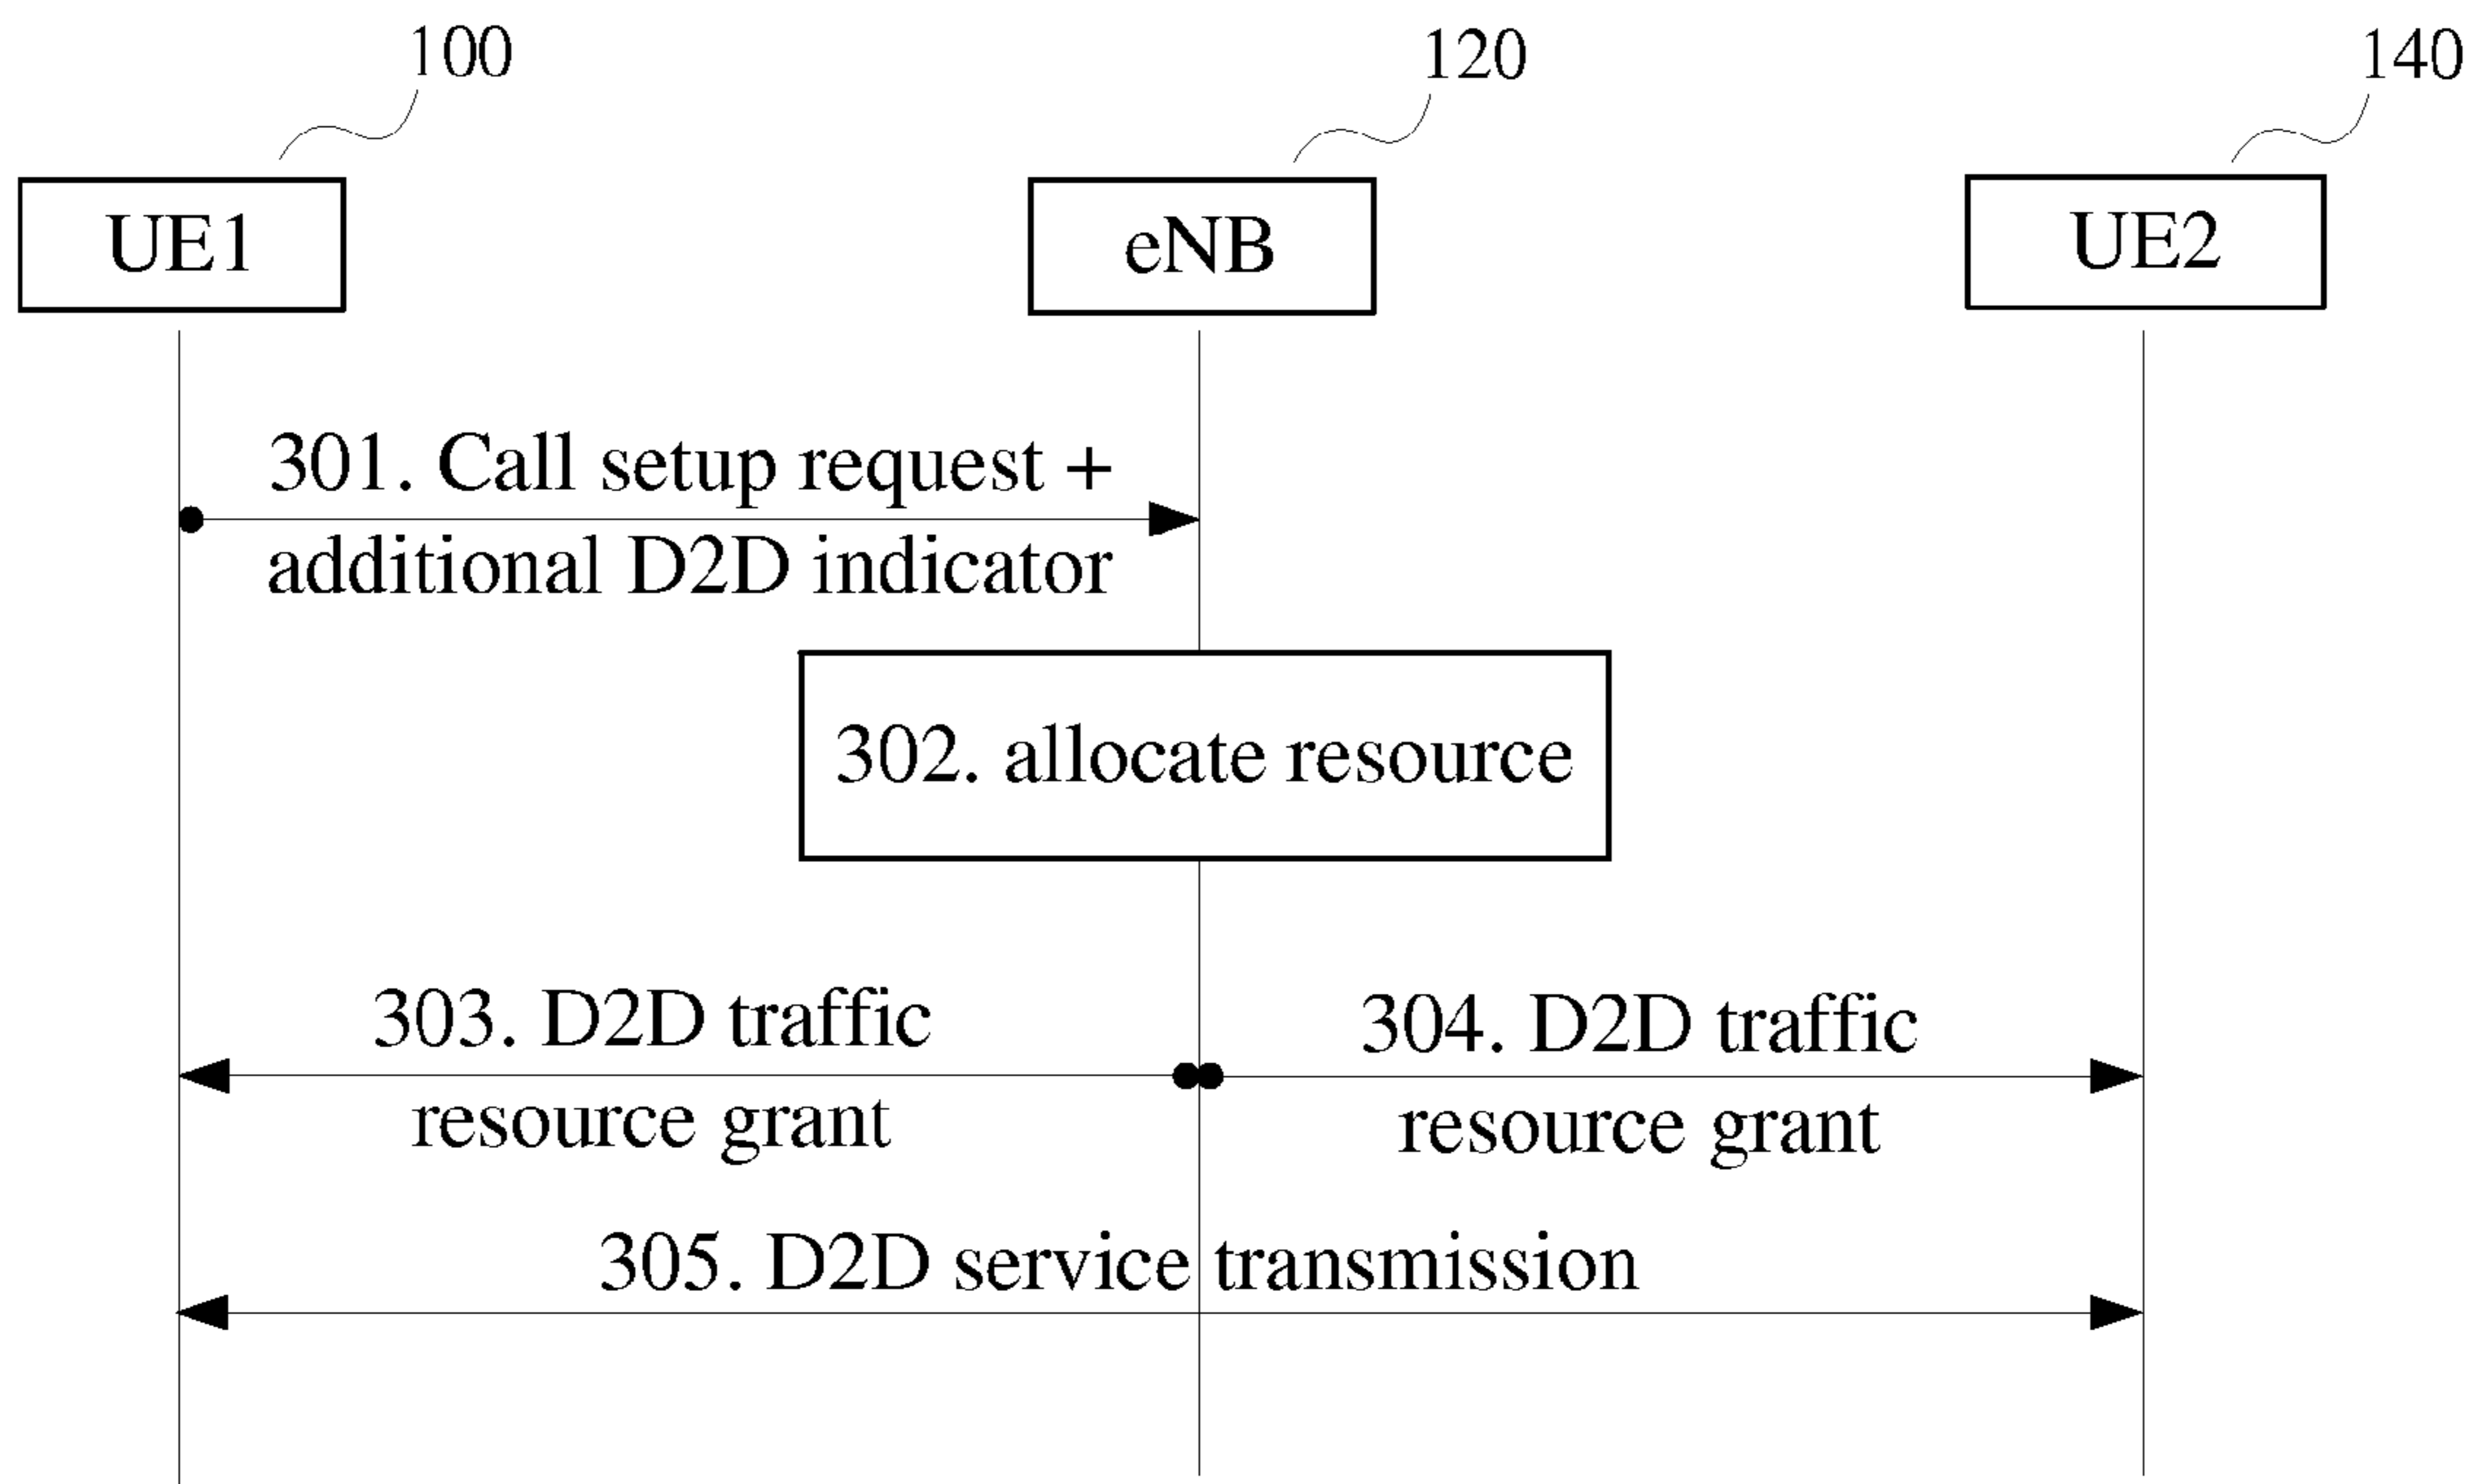 100
120
140
UE1
eNB
UE2
301. Call setup request +
additional D2D indicator
302. allocate resource
303. D2D traffic
resource grant
304. D2D traffic
resource grant
305. D2D service transmission